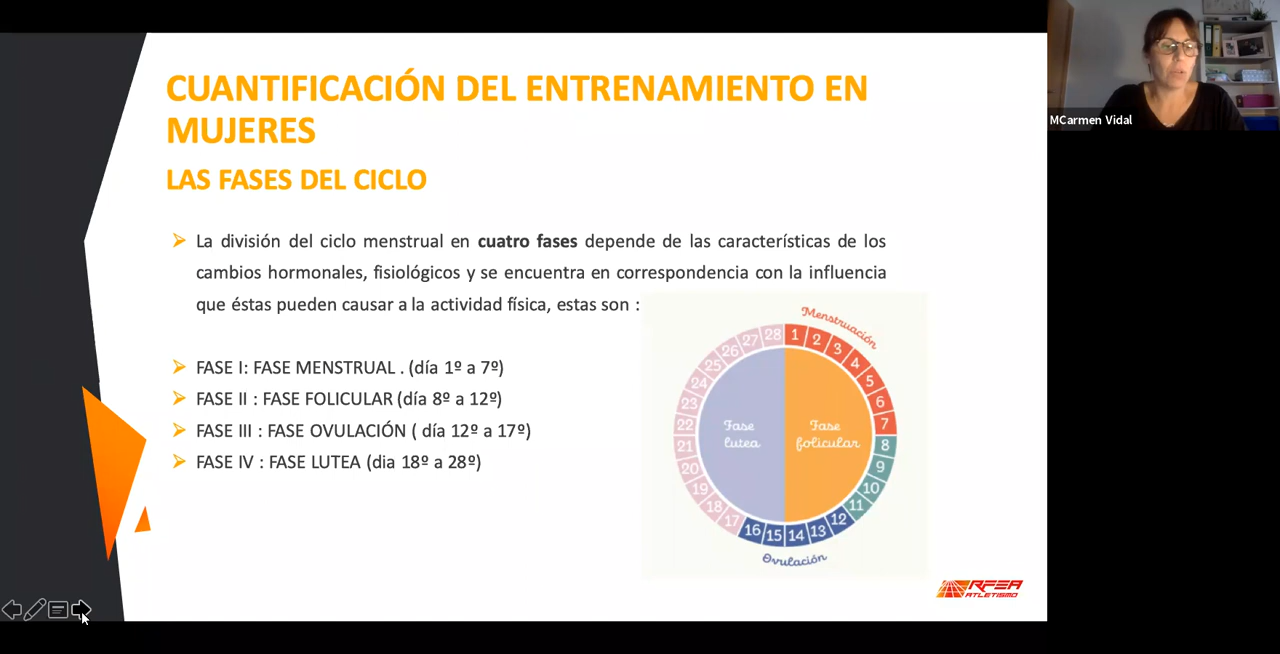 CUANTIFICACIÓN DEL ENTRENAMIENTO EN
MUJERES
LAS FASES DEL CICLO
La división del ciclo menstrual en cuatro fases depende de las características de los
cambios hormonales, fisiológicos y se encuentra en correspondencia con la influencia
que éstas pueden causar a la actividad física, estas son :
FASE I: FASE MENSTRUAL . (día 1º a 7º)
FASE II : FASE FOLICULAR (día 8º a 12º)
FASE III : FASE OVULACIÓN ( día 12º a 17º)
FASE IV : FASE LUTEA (dia 18º a 28º)
Menstruación
1 2 3 4 5 6 7 8 9 10 11 12 13 14 15 16 17 18 19 20 21 22 23 24 25 26 27 28
Fase
lutea
Fase
folicular
Ovulación
RFEA
ATLETISMO
MCarmen Vidal